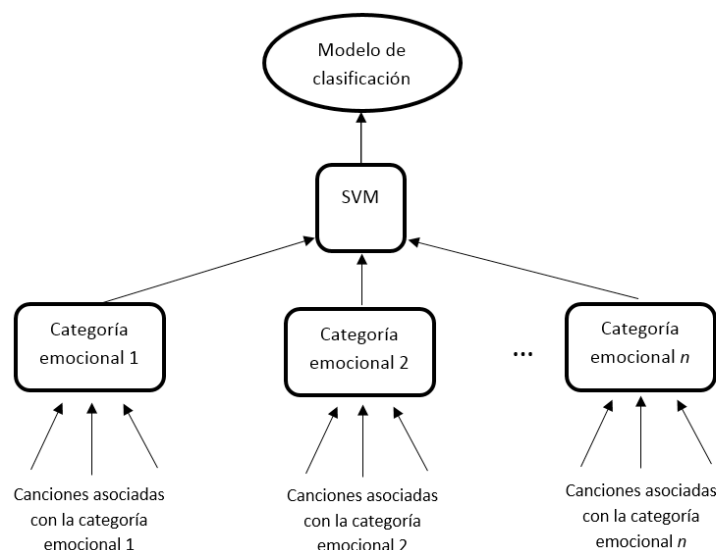 Modelo de
clasificación
SVM
Categoría
emocional 1
Categoría
emocional 2
...
Categoría
emocional n
Canciones asociadas
con la categoría
emocional 1
Canciones asociadas
con la categoría
emocional 2
Canciones asociadas
con la categoría
emocional n